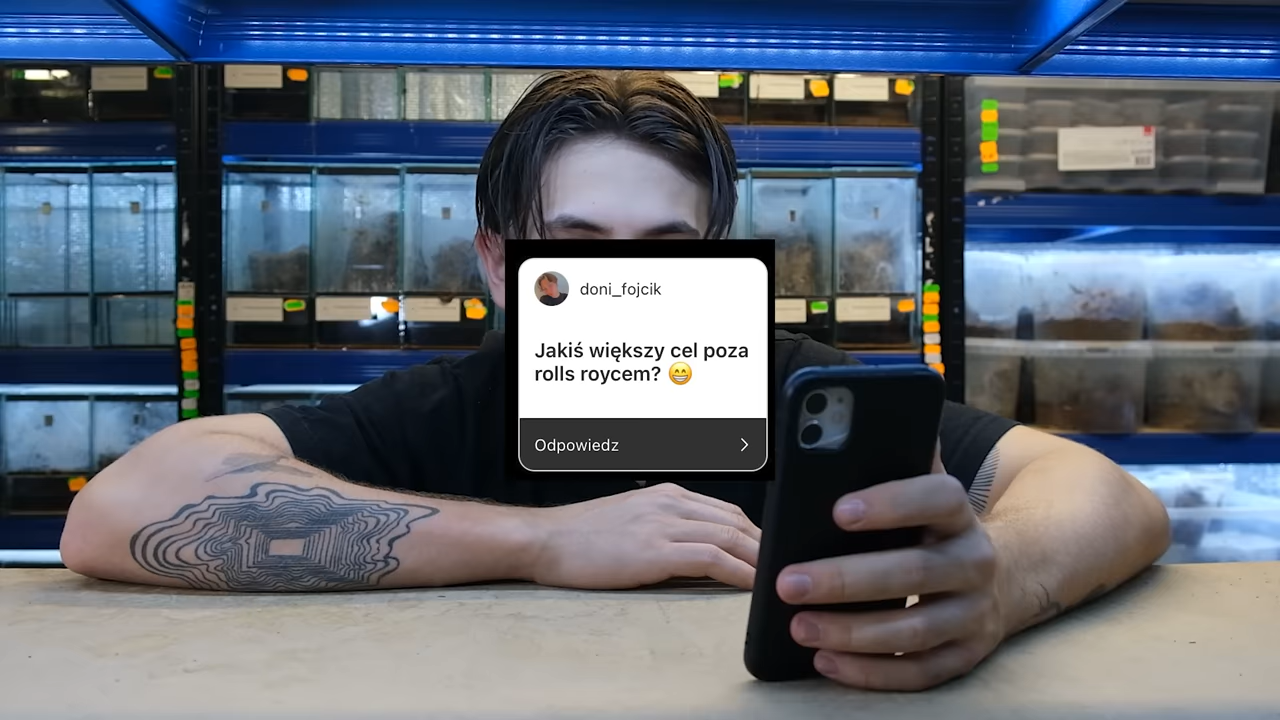 doni_fojcik
Jakiś większy cel poza
rolls roycem? 😁
Odpowiedz